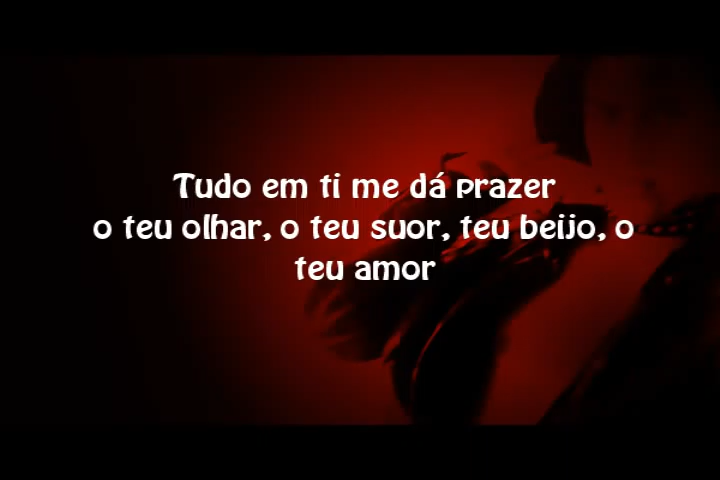 Tudo em ti me dá prazer
o teu olhar, o teu suor, teu beijo, o
teu amor